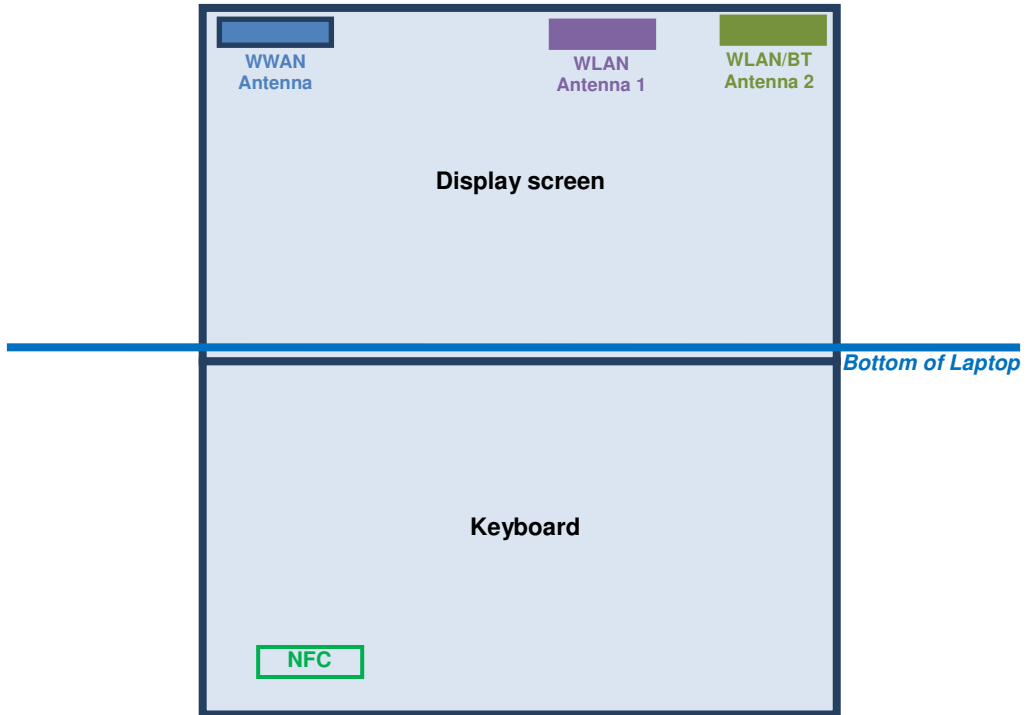 WWAN
Antenna
WLAN
Antenna 1
WLAN/BT
Antenna 2
Display screen
Bottom of Laptop
Keyboard
NFC